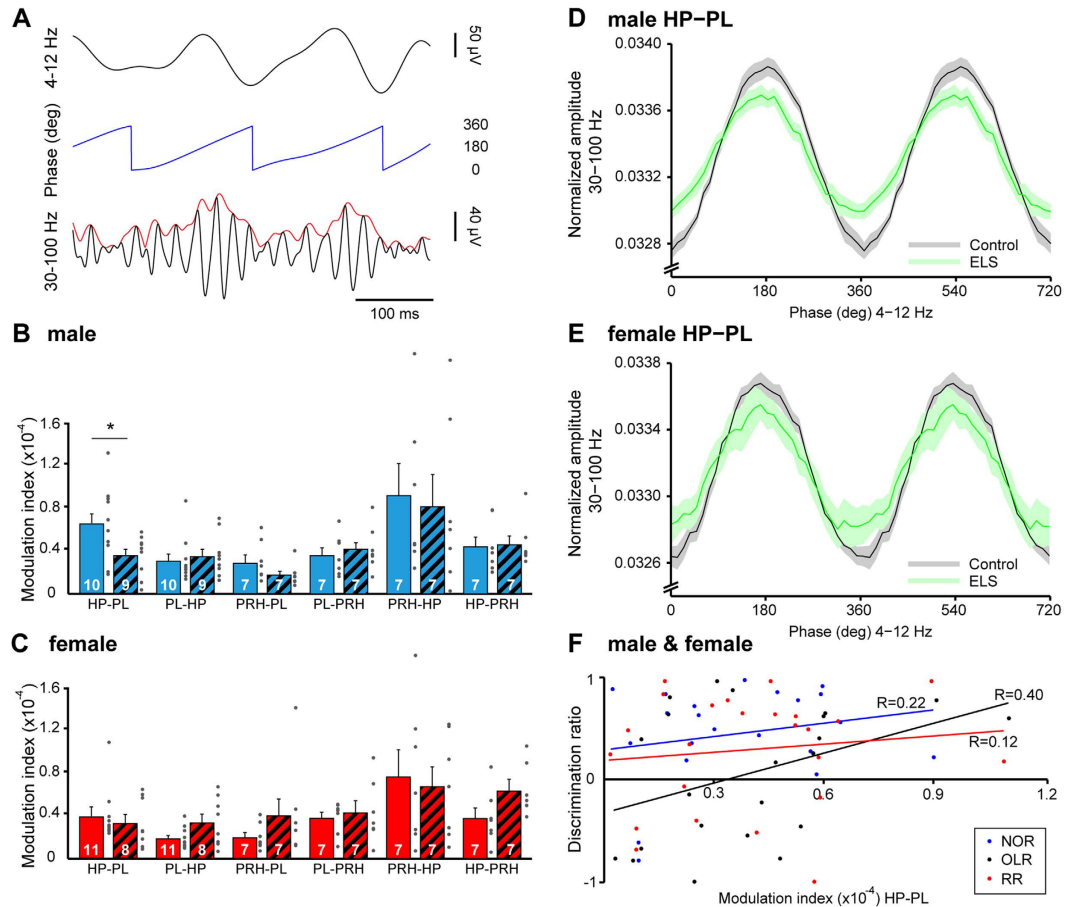 A
4-12 Hz
50 µV
Phase (deg)
360
180
0
30-100 Hz
40 µV
100 ms
B male
Modulation index (x10-4)
1.6
1.2
0.8
0.4
0
*
10 9 10 9 7 7 7 7 7 7 7 7
HP-PL PL-HP PRH-PL PL-PRH PRH-HP HP-PRH
C female
Modulation index (x10-4)
1.6
1.2
0.8
0.4
0
11 8 11 8 7 7 7 7 7 7 7 7
HP-PL PL-HP PRH-PL PL-PRH PRH-HP HP-PRH
D male HP−PL
Normalized amplitude
30−100 Hz
0.0340
0.0336
0.0332
0.0328
Control
ELS
0 180 360 540 720
Phase (deg) 4−12 Hz
E female HP−PL
Normalized amplitude
30−100 Hz
0.0338
0.0334
0.0330
0.0326
Control
ELS
0 180 360 540 720
Phase (deg) 4−12 Hz
F male & female
Discrimination ratio
1
0
-1
R=0.22
R=0.40
R=0.12
0.3 0.6 0.9 1.2
NOR
OLR
RR
Modulation index (x10-4) HP-PL